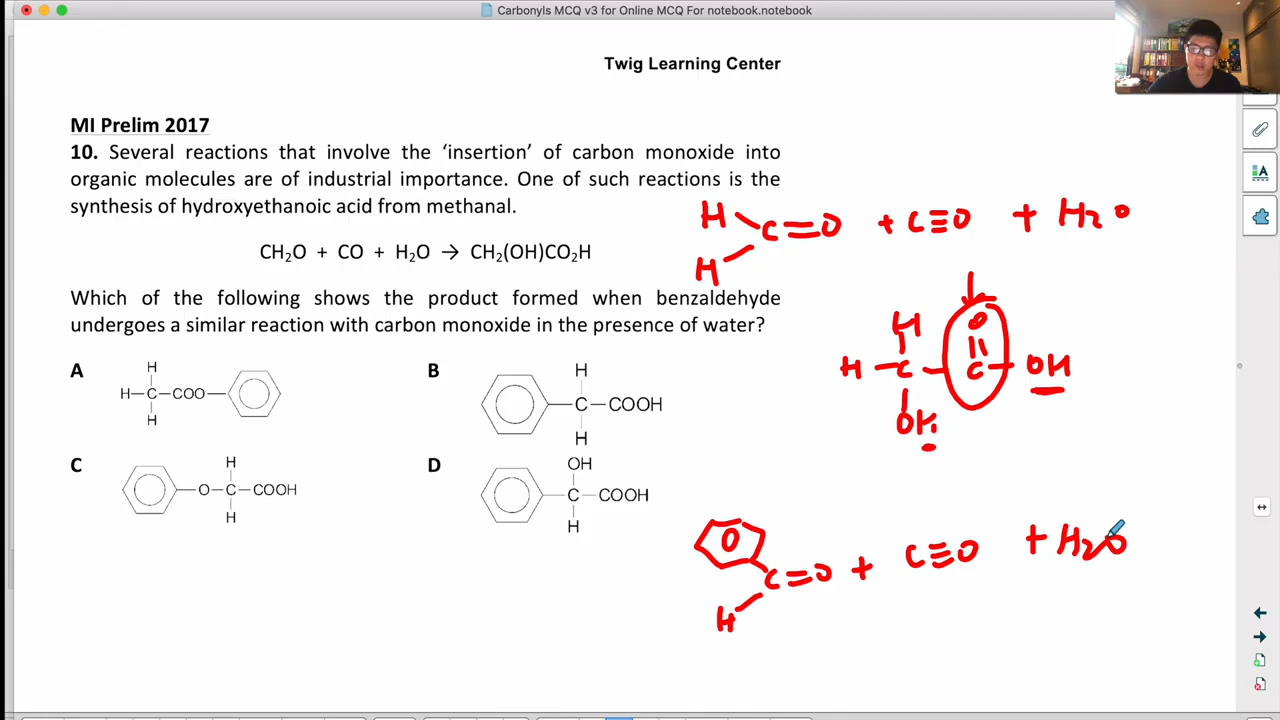 Carbonyls MCQ v3 for Online MCQ For notebook.notebook
Twig Learning Center
MI Prelim 2017
10. Several reactions that involve the ‘insertion’ of carbon monoxide into
organic molecules are of industrial importance. One of such reactions is the
synthesis of hydroxyethanoic acid from methanal.
CH₂O + CO + H₂O → CH₂(OH)CO₂H
Which of the following shows the product formed when benzaldehyde
undergoes a similar reaction with carbon monoxide in the presence of water?
A
H
H–C–COO
H
B
H
C–COOH
H
C
H
O–C–COOH
H
D
OH
C–COOH
H
H
C=O + C≡O + H₂O
H
H O
H–C–C–OH
OH
C=O + C≡O + H₂O
H
A